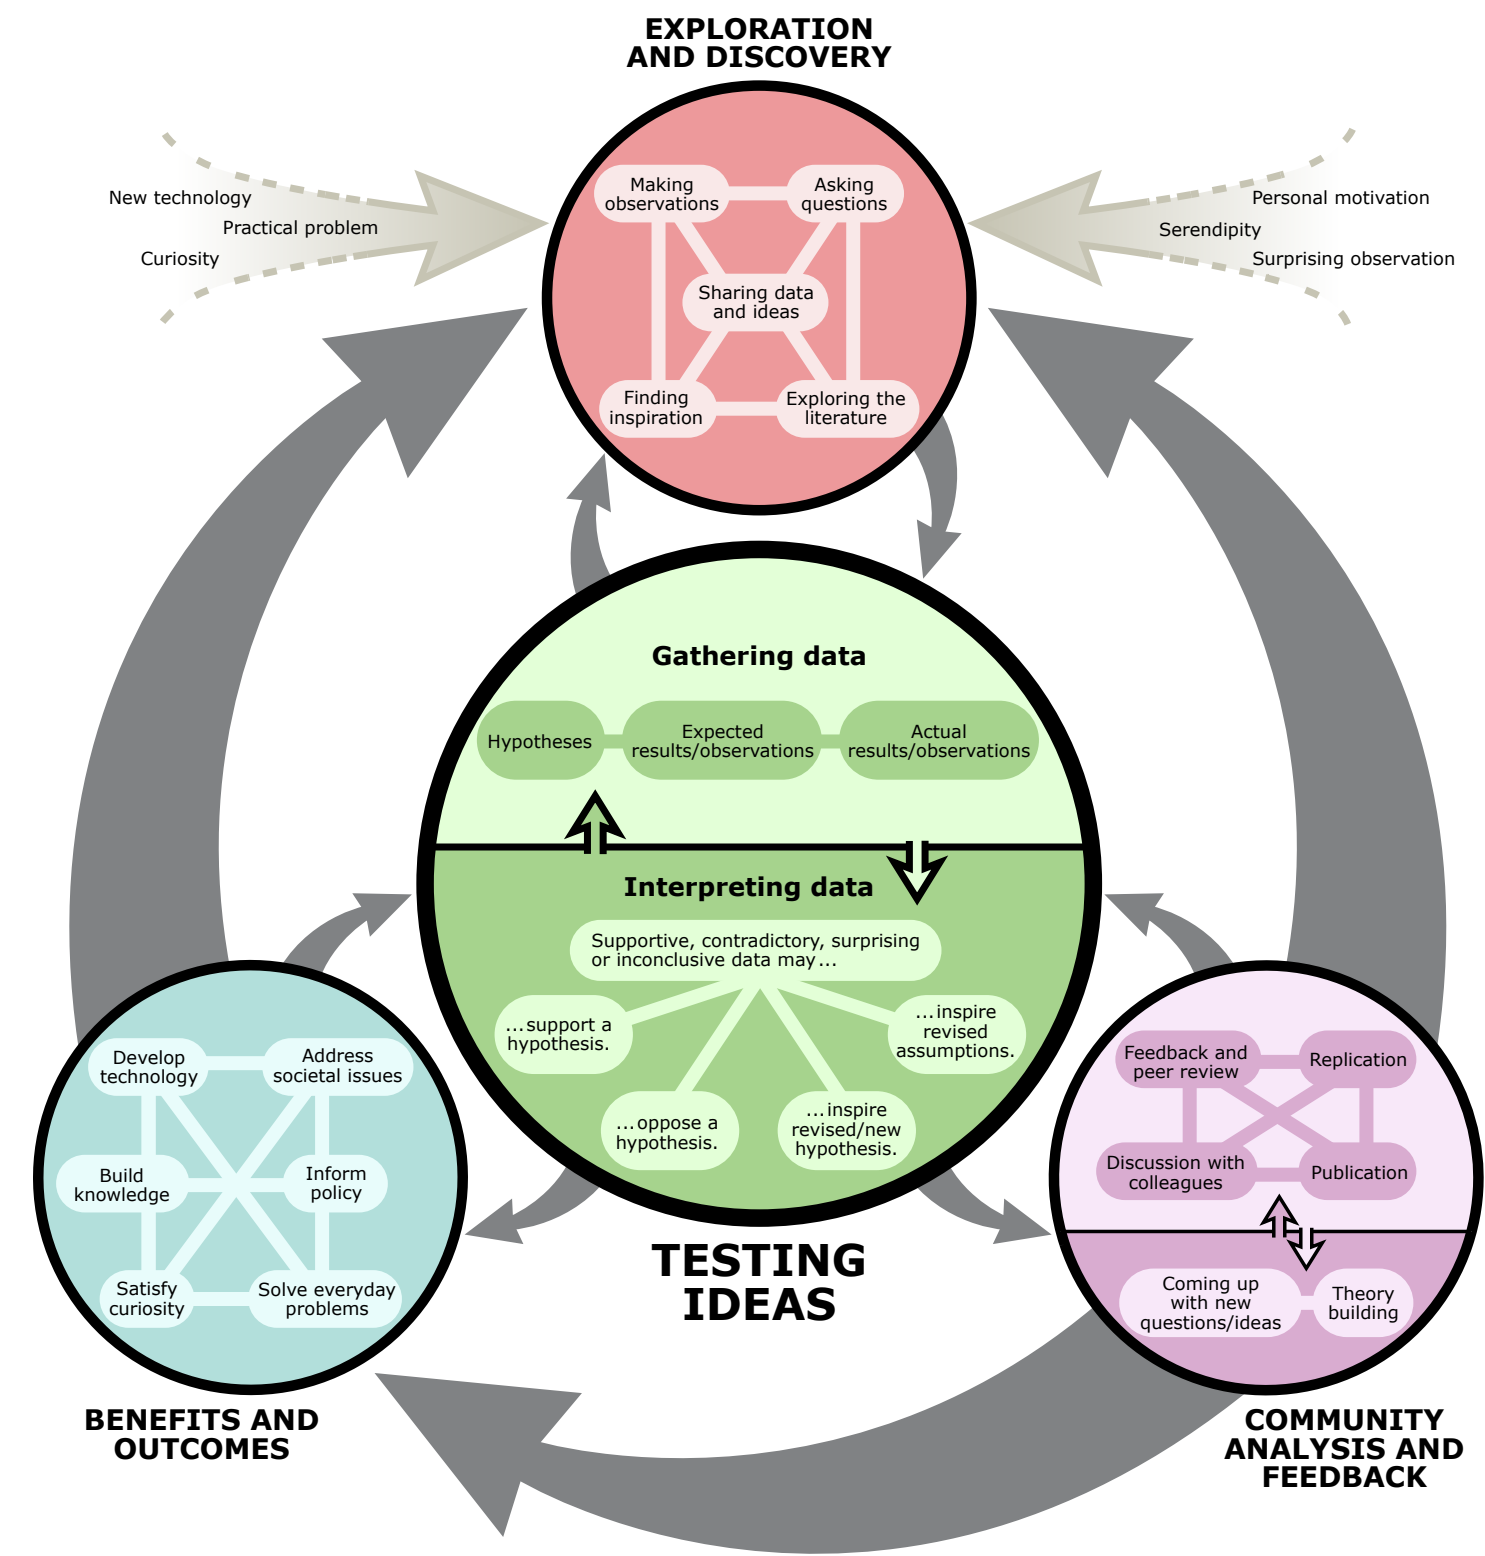 EXPLORATION
AND DISCOVERY
New technology
Practical problem
Curiosity
Personal motivation
Serendipity
Surprising observation
Making
observations
Asking
questions
Sharing data
and ideas
Finding
inspiration
Exploring the
literature
Gathering data
Hypotheses
Expected
results/observations
Actual
results/observations
Interpreting data
Supportive, contradictory, surprising
or inconclusive data may...
...support a
hypothesis.
...oppose a
hypothesis.
...inspire
revised/new
hypothesis.
...inspire
revised
assumptions.
TESTING
IDEAS
Develop
technology
Address
societal issues
Build
knowledge
Inform
policy
Satisfy
curiosity
Solve everyday
problems
BENEFITS AND
OUTCOMES
Feedback and
peer review
Replication
Discussion with
colleagues
Publication
Coming up
with new
questions/ideas
Theory
building
COMMUNITY
ANALYSIS AND
FEEDBACK